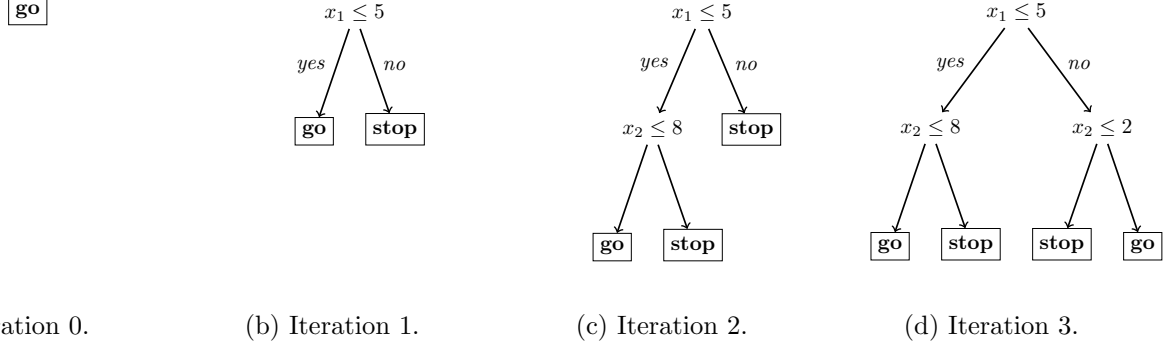 go
x₁ ≤ 5
yes
no
go
stop
x₁ ≤ 5
yes
no
x₂ ≤ 8
stop
go
stop
x₁ ≤ 5
yes
no
x₂ ≤ 8
x₂ ≤ 2
go
stop
stop
go
ation 0.
(b) Iteration 1.
(c) Iteration 2.
(d) Iteration 3.